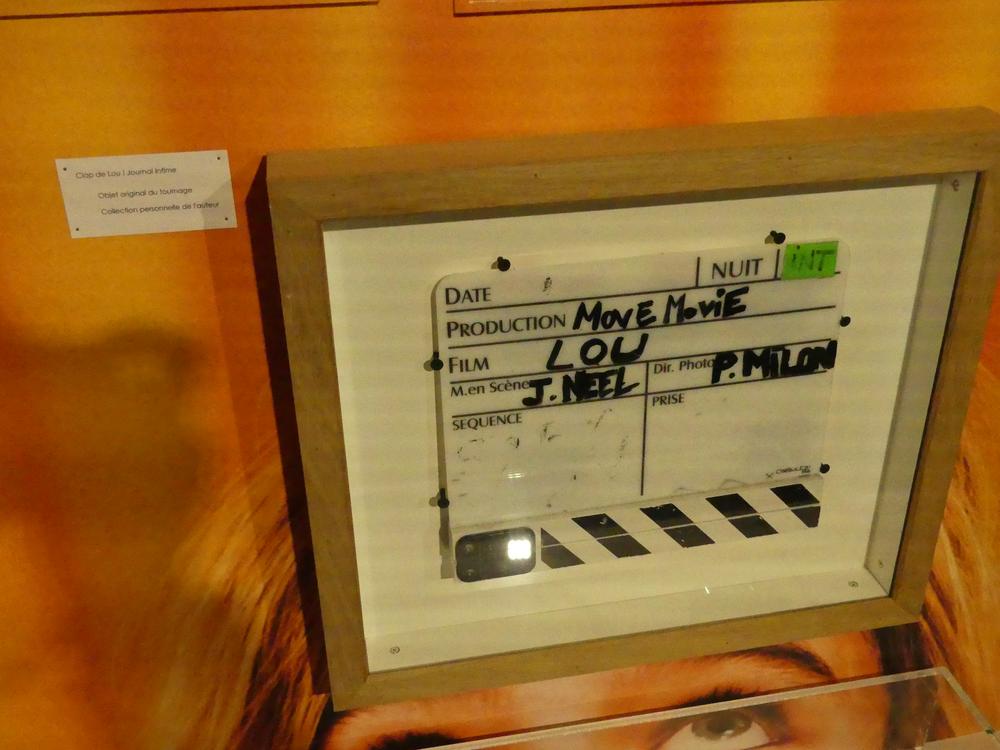 Clap de Lou ! Journal Infime
Objet original du tournage
Collection personnelle de l'auteur
DATE
NUIT
INT
PRODUCTION MOVE MOViE
FILM LOU
M.en Scène J. NEEL
Dir. Photo P. MILON
SEQUENCE
PRISE